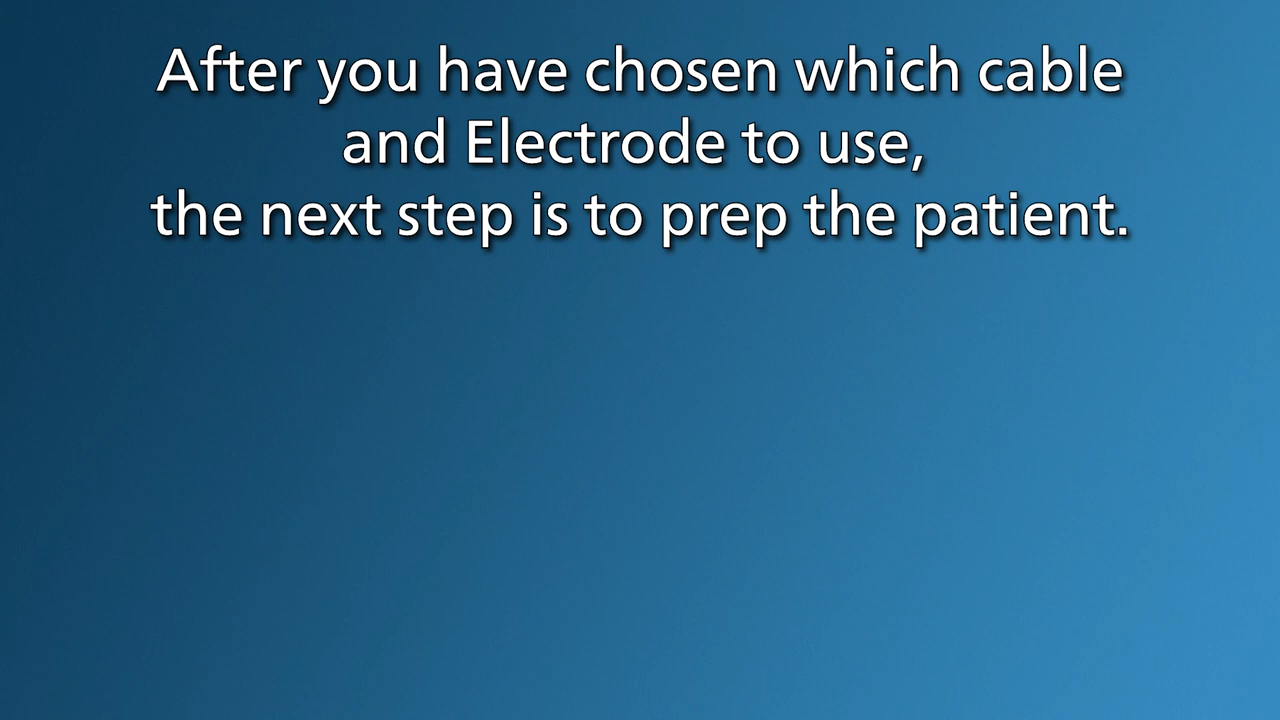 After you have chosen which cable
and Electrode to use,
the next step is to prep the patient.